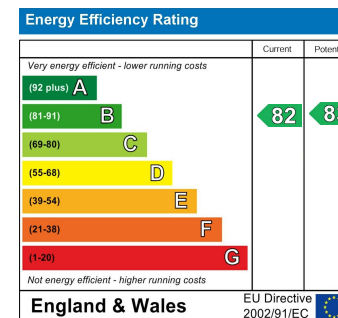 Energy Efficiency Rating
Current
Very energy efficient - lower running costs
(92 plus) A
(81-91) B
82
(69-80) C
(55-68) D
(39-54) E
(21-38) F
(1-20) G
Not energy efficient - higher running costs
England & Wales
EU Directive
2002/91/EC